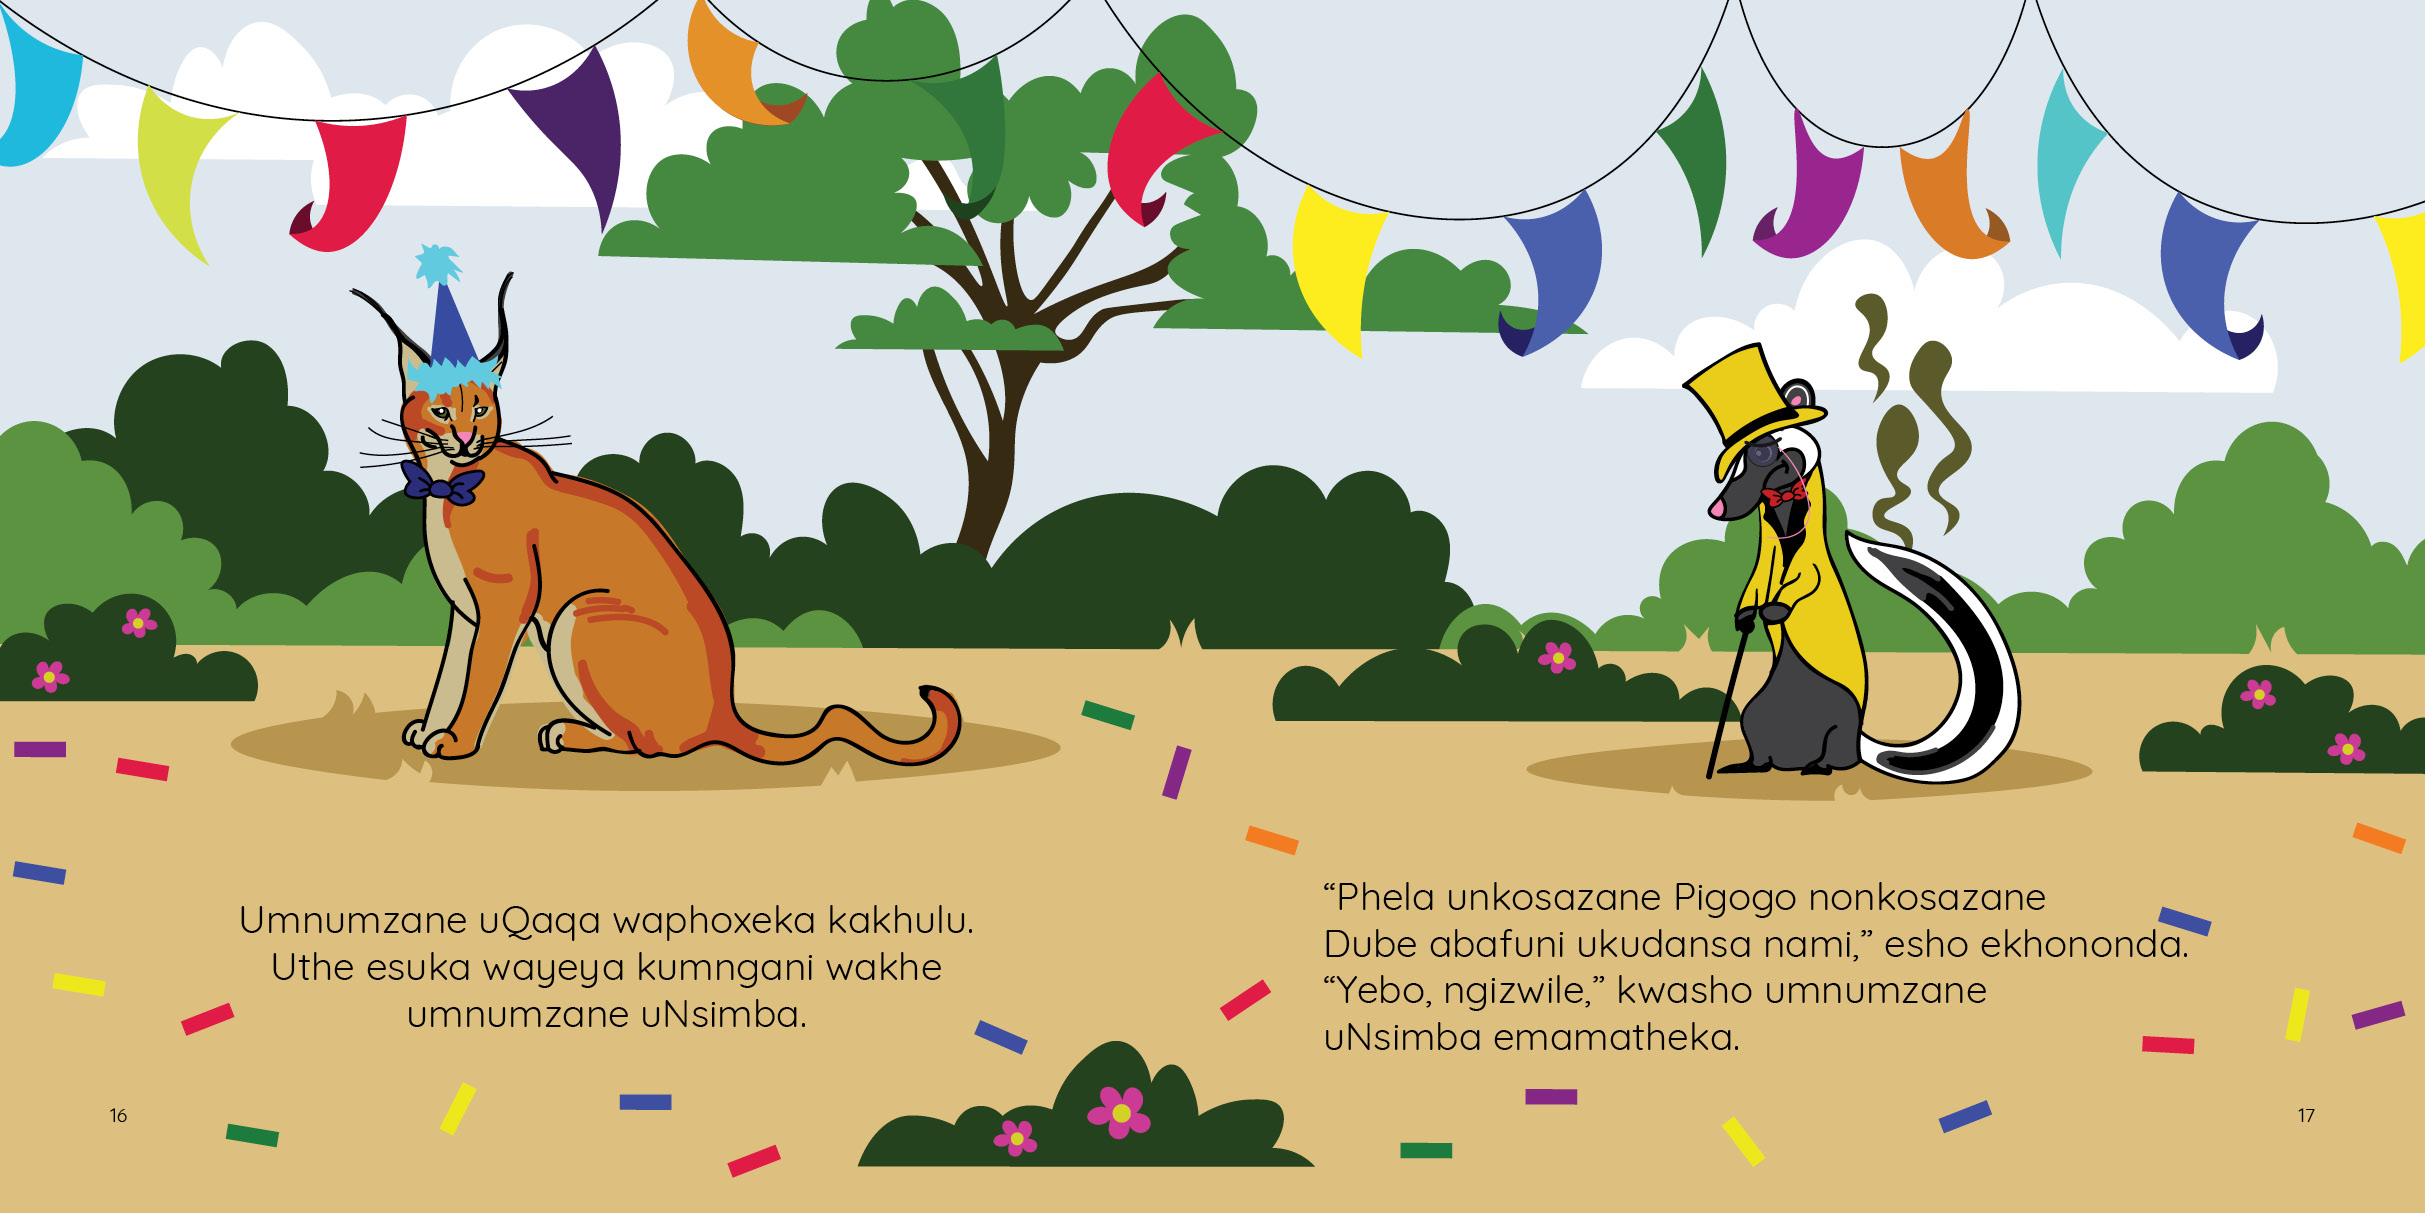 Umnumzane uQaqa waphoxeka kakhulu.
Uthe esuka wayeya kumngani wakhe
umnumzane uNsimba.
16
“Phela unkosazane Pigogo nonkosazane
Dube abafuni ukudansa nami,” esho ekhononda.
“Yebo, ngizwile,” kwasho umnumzane
uNsimba emamatheka.
17